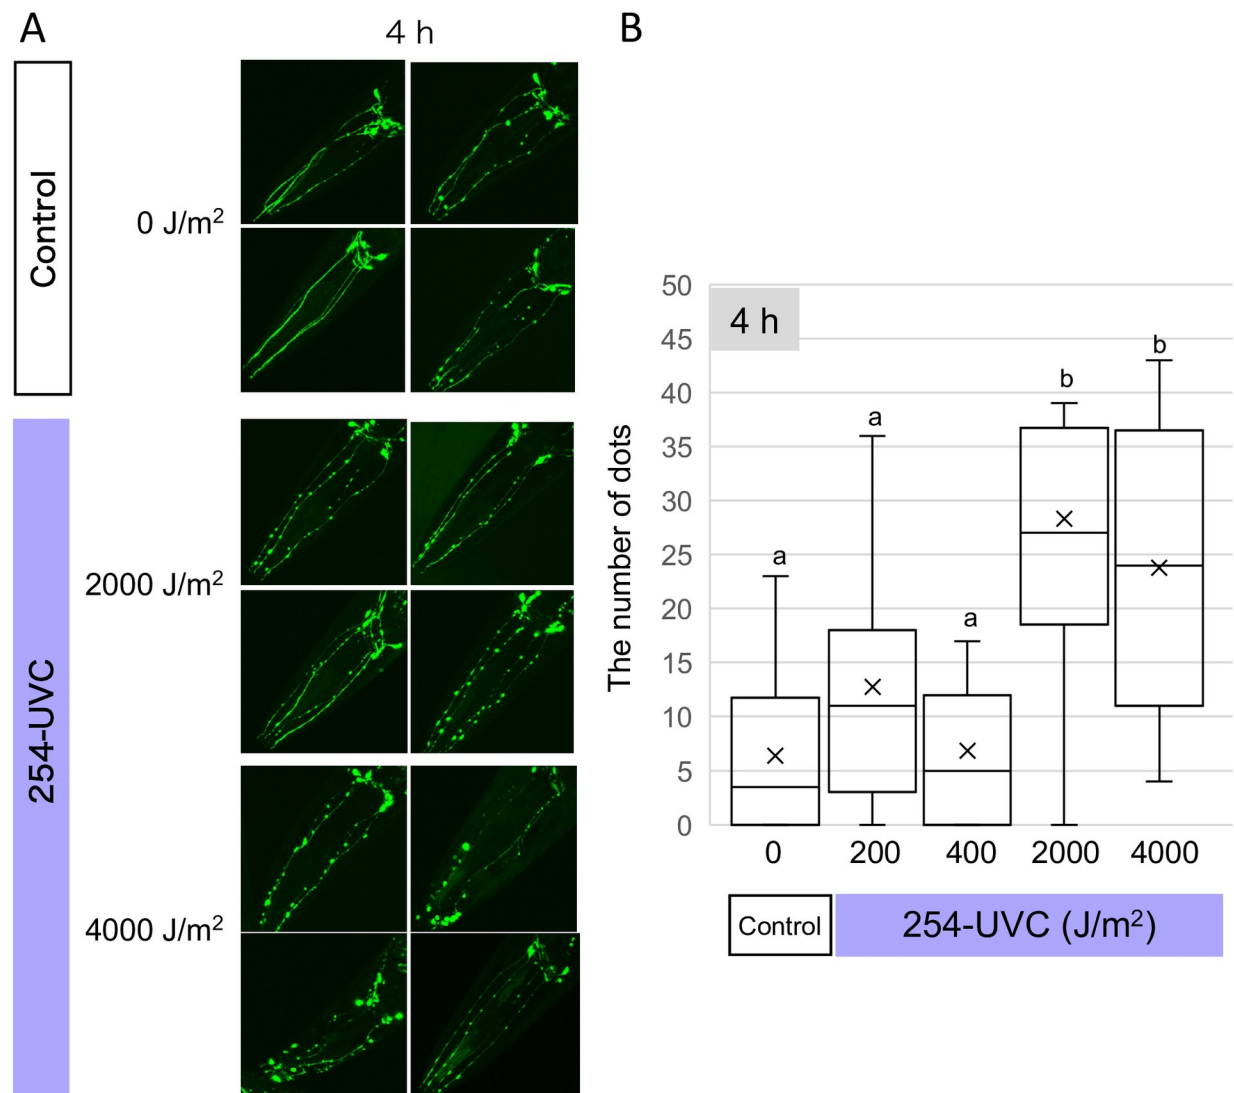 A
4 h
Control
0 J/m²
254-UVC
2000 J/m²
4000 J/m²
B
50
45
40
35
30
25
20
15
10
5
0
The number of dots
4 h
a
a
a
b
b
0
200
400
2000
4000
Control
254-UVC (J/m²)